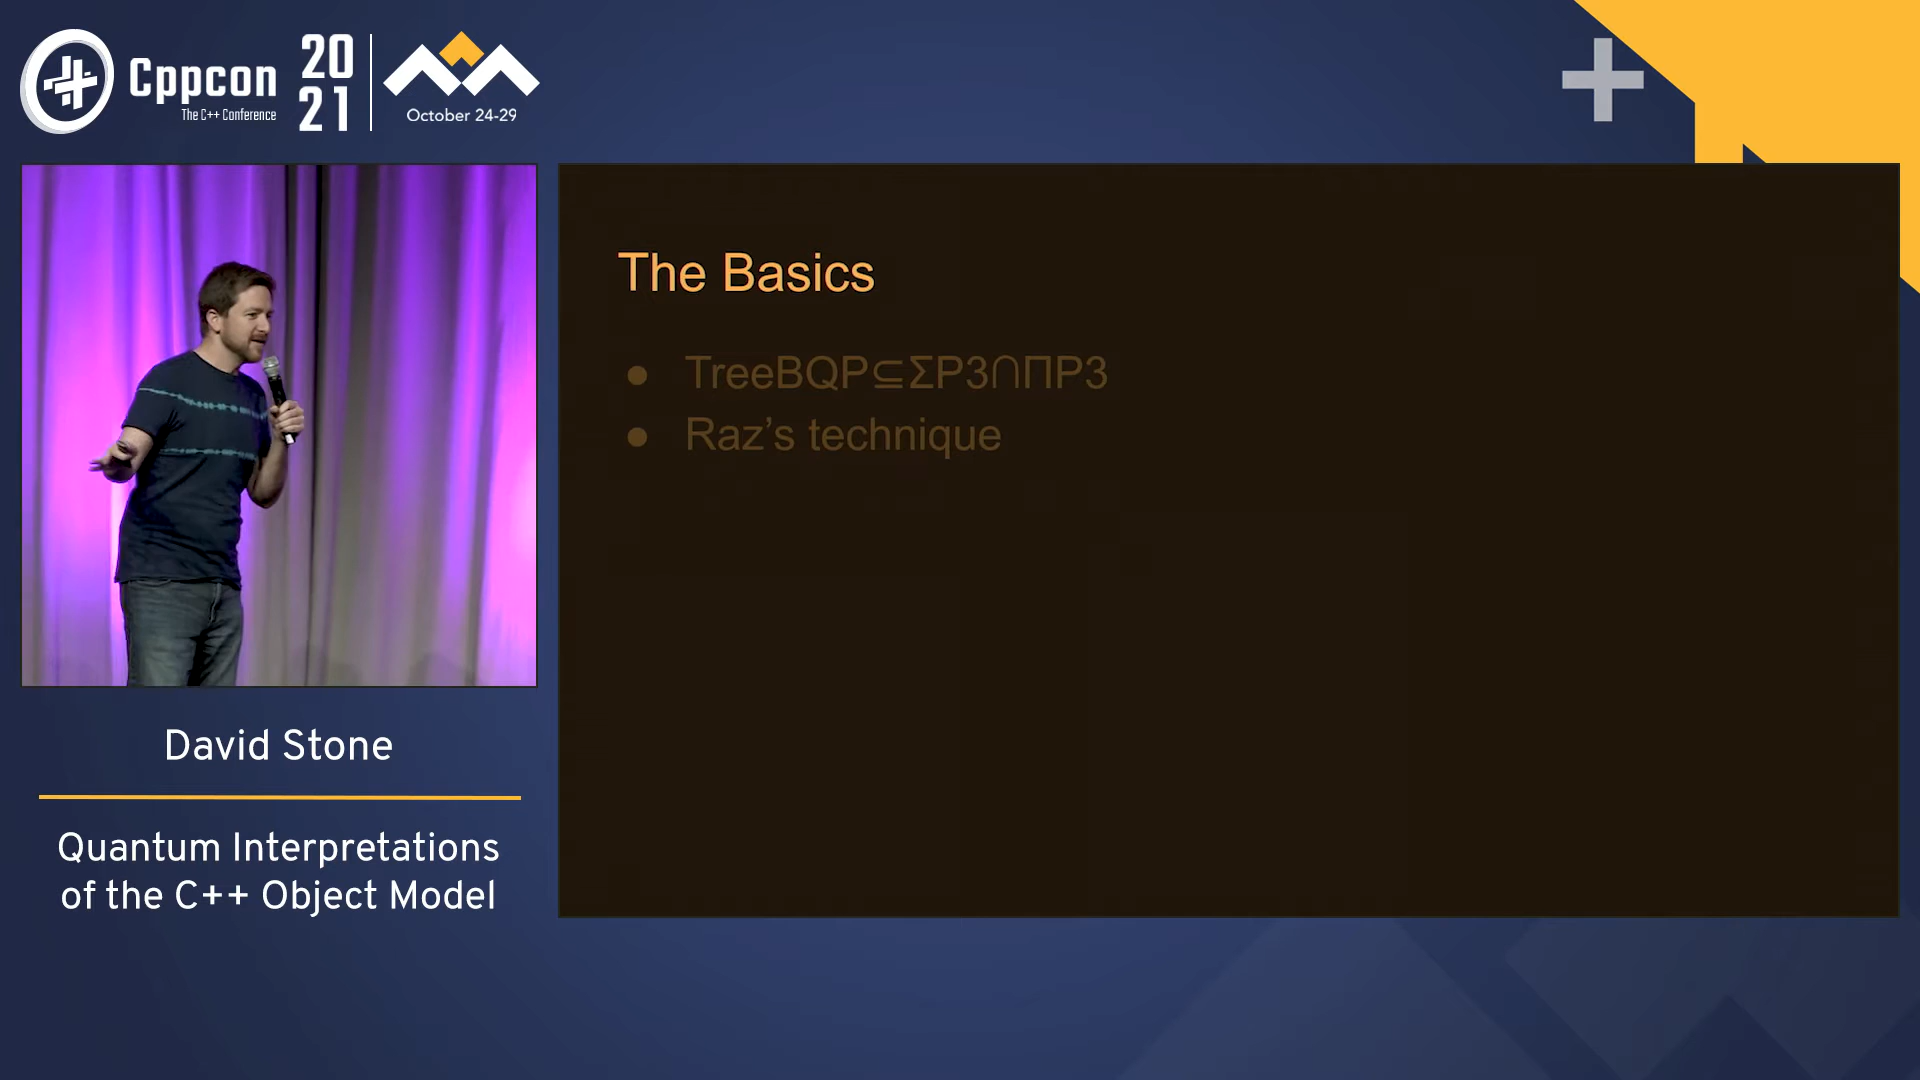 Cppcon
The C++ Conference
20
21
October 24-29
The Basics
● TreeBQP⊆ΣP3∩ΠP3
● Raz’s technique
David Stone
Quantum Interpretations
of the C++ Object Model